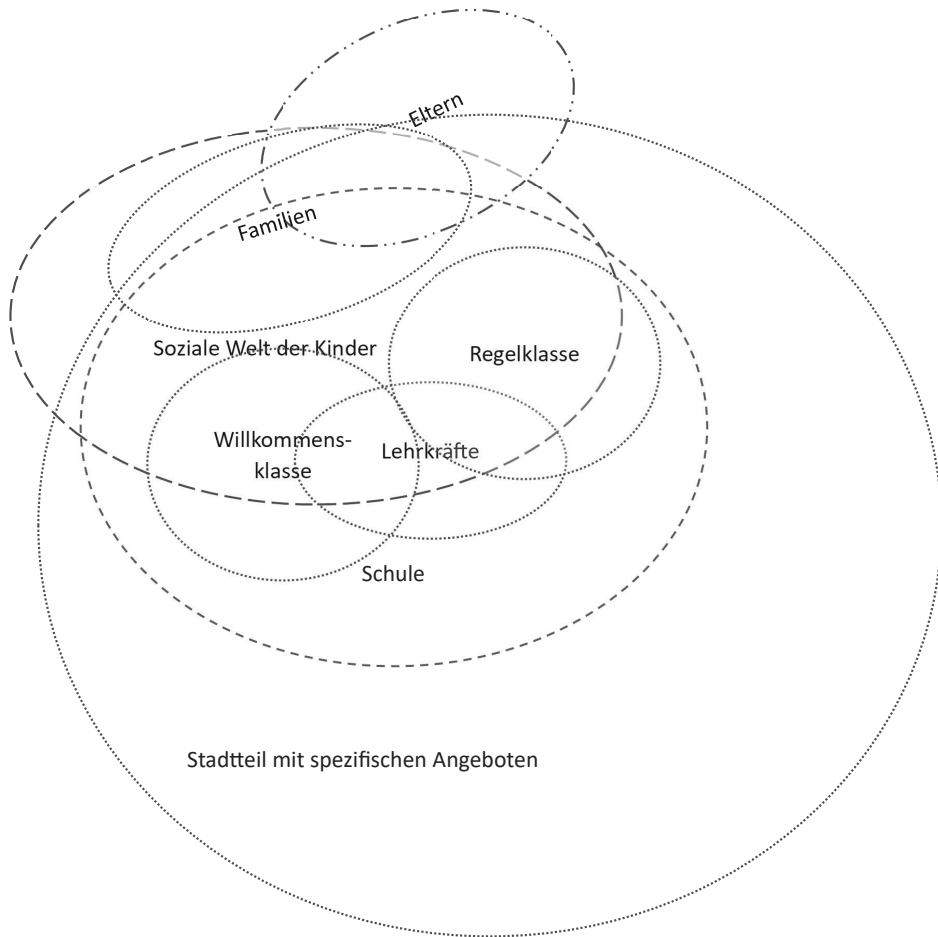 Eltern
Familien
Soziale Welt der Kinder
Regelklasse
Willkommens-
klasse
Lehrkräfte
Schule
Stadtteil mit spezifischen Angeboten